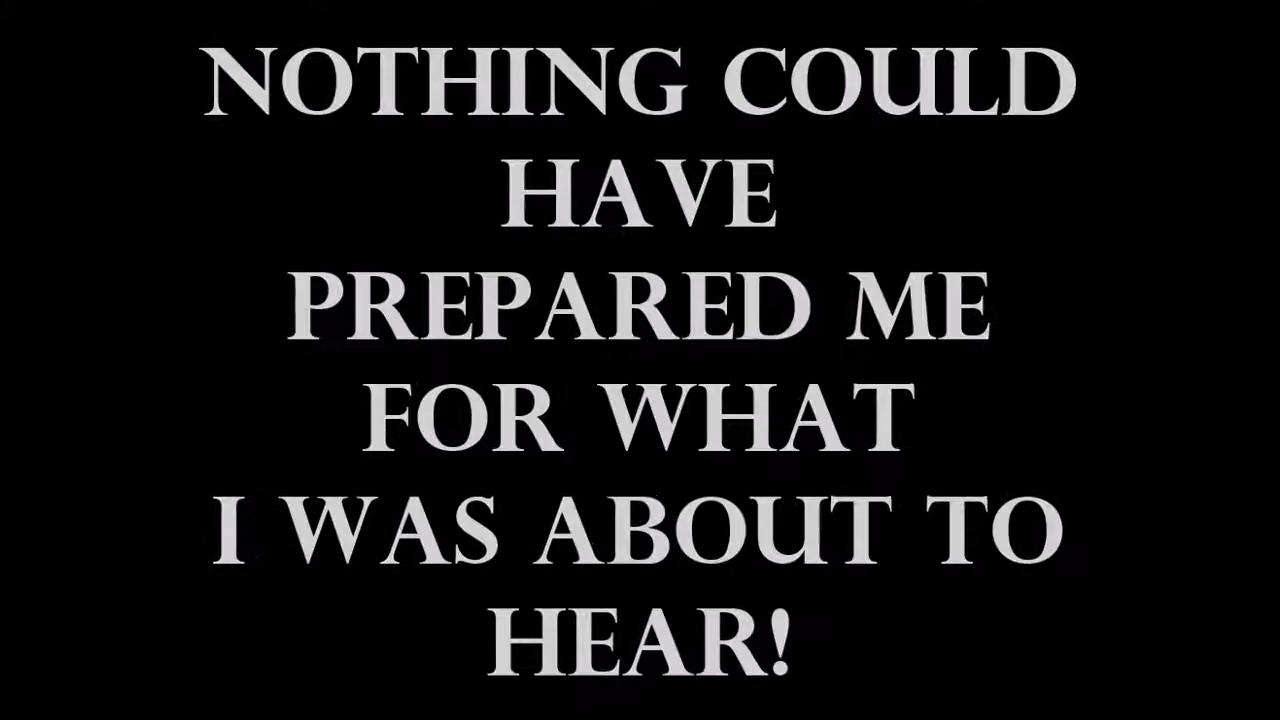 NOTHING COULD
HAVE
PREPARED ME
FOR WHAT
I WAS ABOUT TO
HEAR!